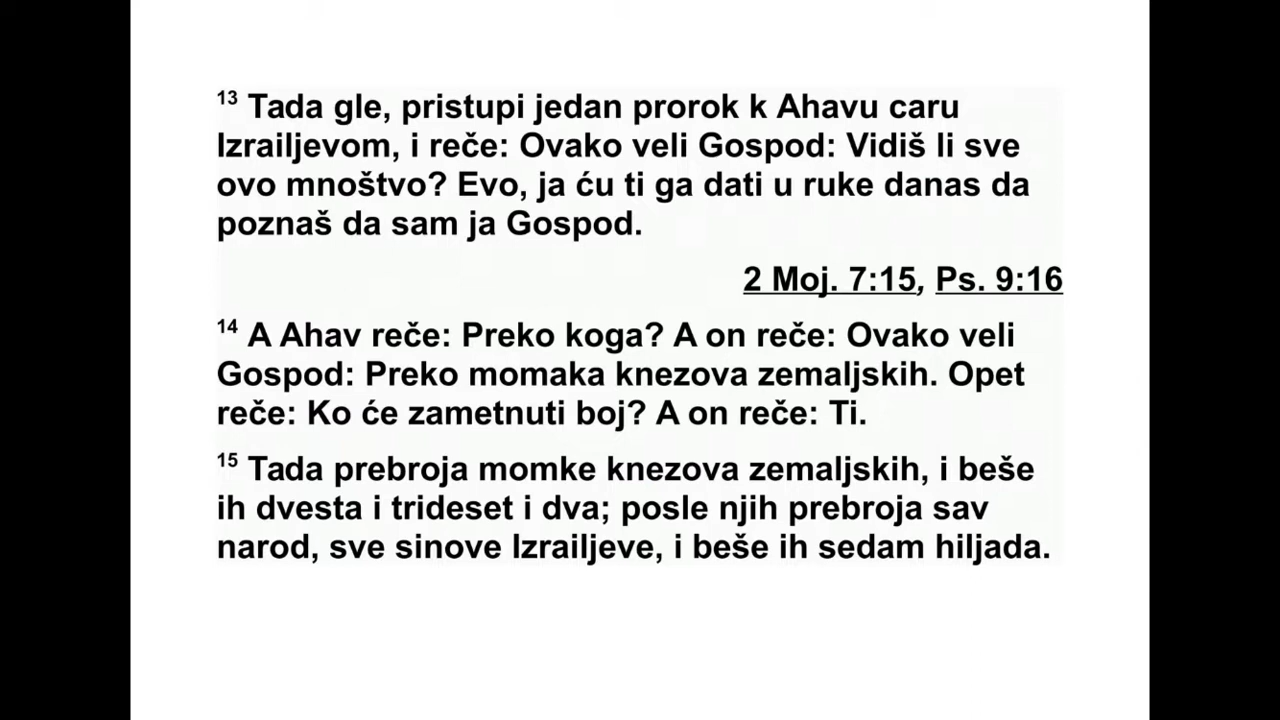 13 Tada gle, pristupi jedan prorok k Ahavu caru
Izrailjevom, i reče: Ovako veli Gospod: Vidiš li sve
ovo mnoštvo? Evo, ja ću ti ga dati u ruke danas da
poznaš da sam ja Gospod.
2 Moj. 7:15, Ps. 9:16
14 A Ahav reče: Preko koga? A on reče: Ovako veli
Gospod: Preko momaka knezova zemaljskih. Opet
reče: Ko će zametnuti boj? A on reče: Ti.
15 Tada prebroja momke knezova zemaljskih, i beše
ih dvesta i trideset i dva; posle njih prebroja sav
narod, sve sinove Izrailjeve, i beše ih sedam hiljada.